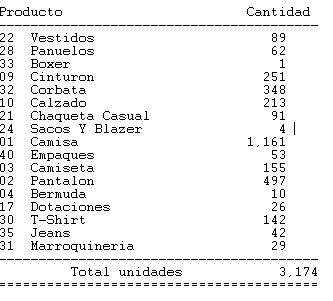 Producto Cantidad
22 Vestidos 89
28 Panuelos 62
33 Boxer 1
09 Cinturon 251
32 Corbata 348
10 Calzado 213
21 Chaqueta Casual 91
24 Sacos Y Blazer 4
01 Camisa 1,161
40 Empaques 53
03 Camiseta 155
02 Pantalon 497
04 Bermuda 10
17 Dotaciones 26
30 T-Shirt 142
35 Jeans 42
31 Marroquineria 29
Total unidades 3,174